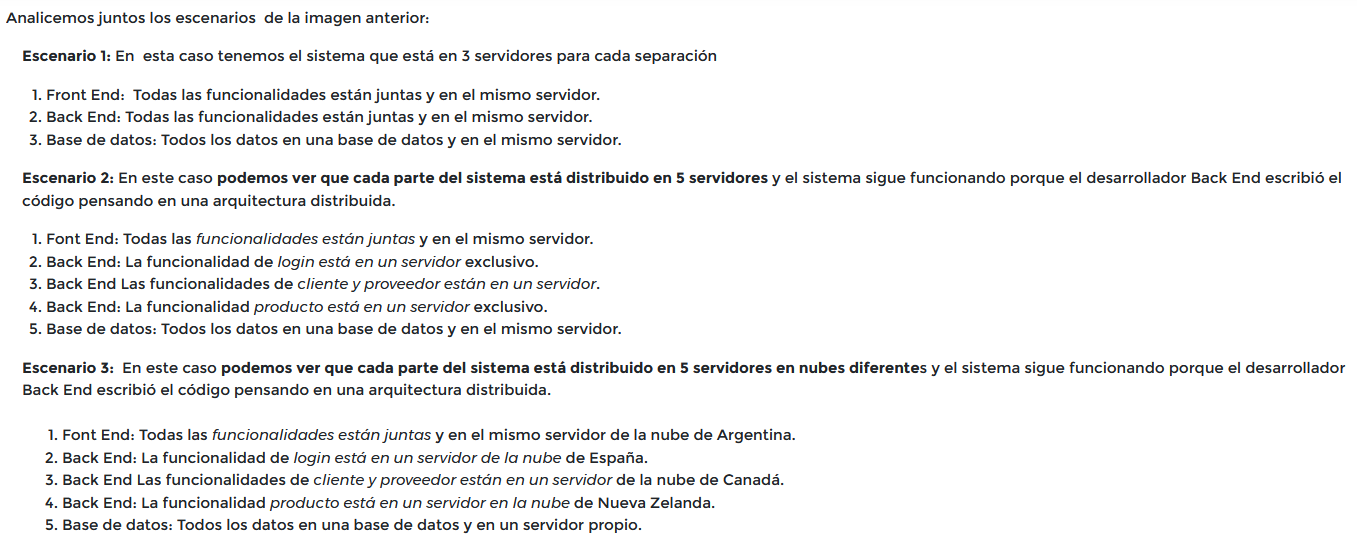 Analicemos juntos los escenarios de la imagen anterior:
Escenario 1: En esta caso tenemos el sistema que está en 3 servidores para cada separación
1. Front End: Todas las funcionalidades están juntas y en el mismo servidor.
2. Back End: Todas las funcionalidades están juntas y en el mismo servidor.
3. Base de datos: Todos los datos en una base de datos y en el mismo servidor.
Escenario 2: En este caso podemos ver que cada parte del sistema está distribuido en 5 servidores y el sistema sigue funcionando porque el desarrollador Back End escribió el
código pensando en una arquitectura distribuida.
1. Font End: Todas las funcionalidades están juntas y en el mismo servidor.
2. Back End: La funcionalidad de login está en un servidor exclusivo.
3. Back End Las funcionalidades de cliente y proveedor están en un servidor.
4. Back End: La funcionalidad producto está en un servidor exclusivo.
5. Base de datos: Todos los datos en una base de datos y en el mismo servidor.
Escenario 3: En este caso podemos ver que cada parte del sistema está distribuido en 5 servidores en nubes diferentes y el sistema sigue funcionando porque el desarrollador
Back End escribió el código pensando en una arquitectura distribuida.
1. Font End: Todas las funcionalidades están juntas y en el mismo servidor de la nube de Argentina.
2. Back End: La funcionalidad de login está en un servidor de la nube de España.
3. Back End Las funcionalidades de cliente y proveedor están en un servidor de la nube de Canadá.
4. Back End: La funcionalidad producto está en un servidor en la nube de Nueva Zelanda.
5. Base de datos: Todos los datos en una base de datos y en un servidor propio.